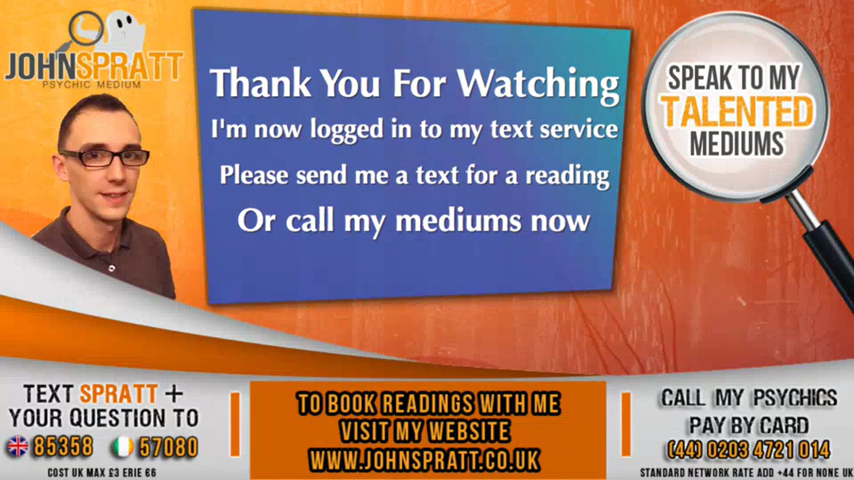 JOHNSPRATT
PSYCHIC MEDIUM
Thank You For Watching
I'm now logged in to my text service
Please send me a text for a reading
Or call my mediums now
SPEAK TO MY
TALENTED
MEDIUMS
TEXT SPRATT +
YOUR QUESTION TO
85358 57080
COST UK MAX £3 EIRE €6
TO BOOK READINGS WITH ME
VISIT MY WEBSITE
WWW.JOHNSPRATT.CO.UK
CALL MY PSYCHICS
PAY BY CARD
(44) 0203 4721 014
STANDARD NETWORK RATE ADD +44 FOR NONE UK